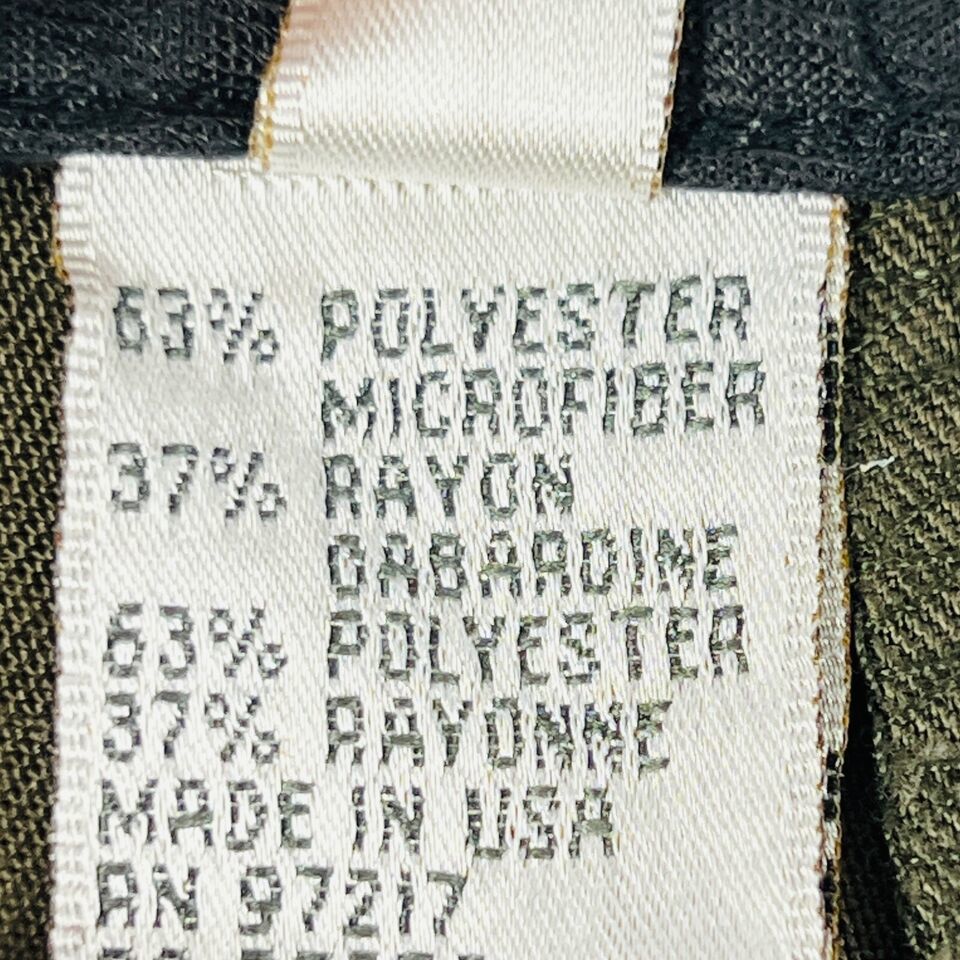 63% POLYESTER
MICROFIBER
37% RAYON
GABARDINE
63% POLYESTER
37% RAYONNE
MADE IN USA
RN 97217